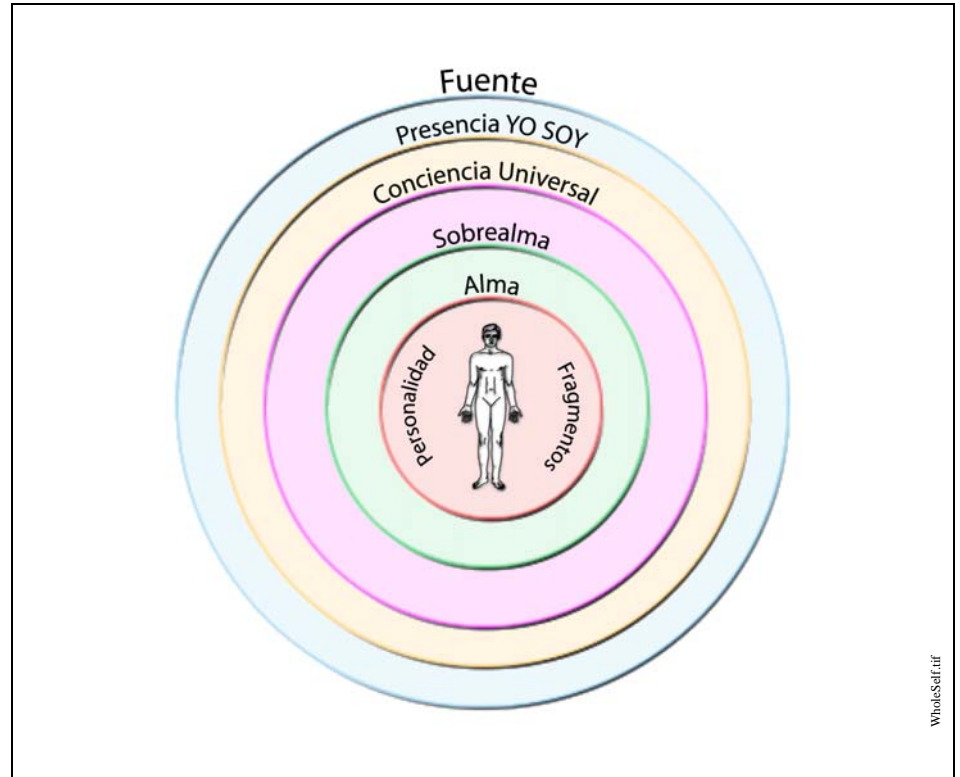 Fuente
Presencia YO SOY
Conciencia Universal
Sobrealma
Alma
Personalidad
Fragmentos
WholeSelf.tif